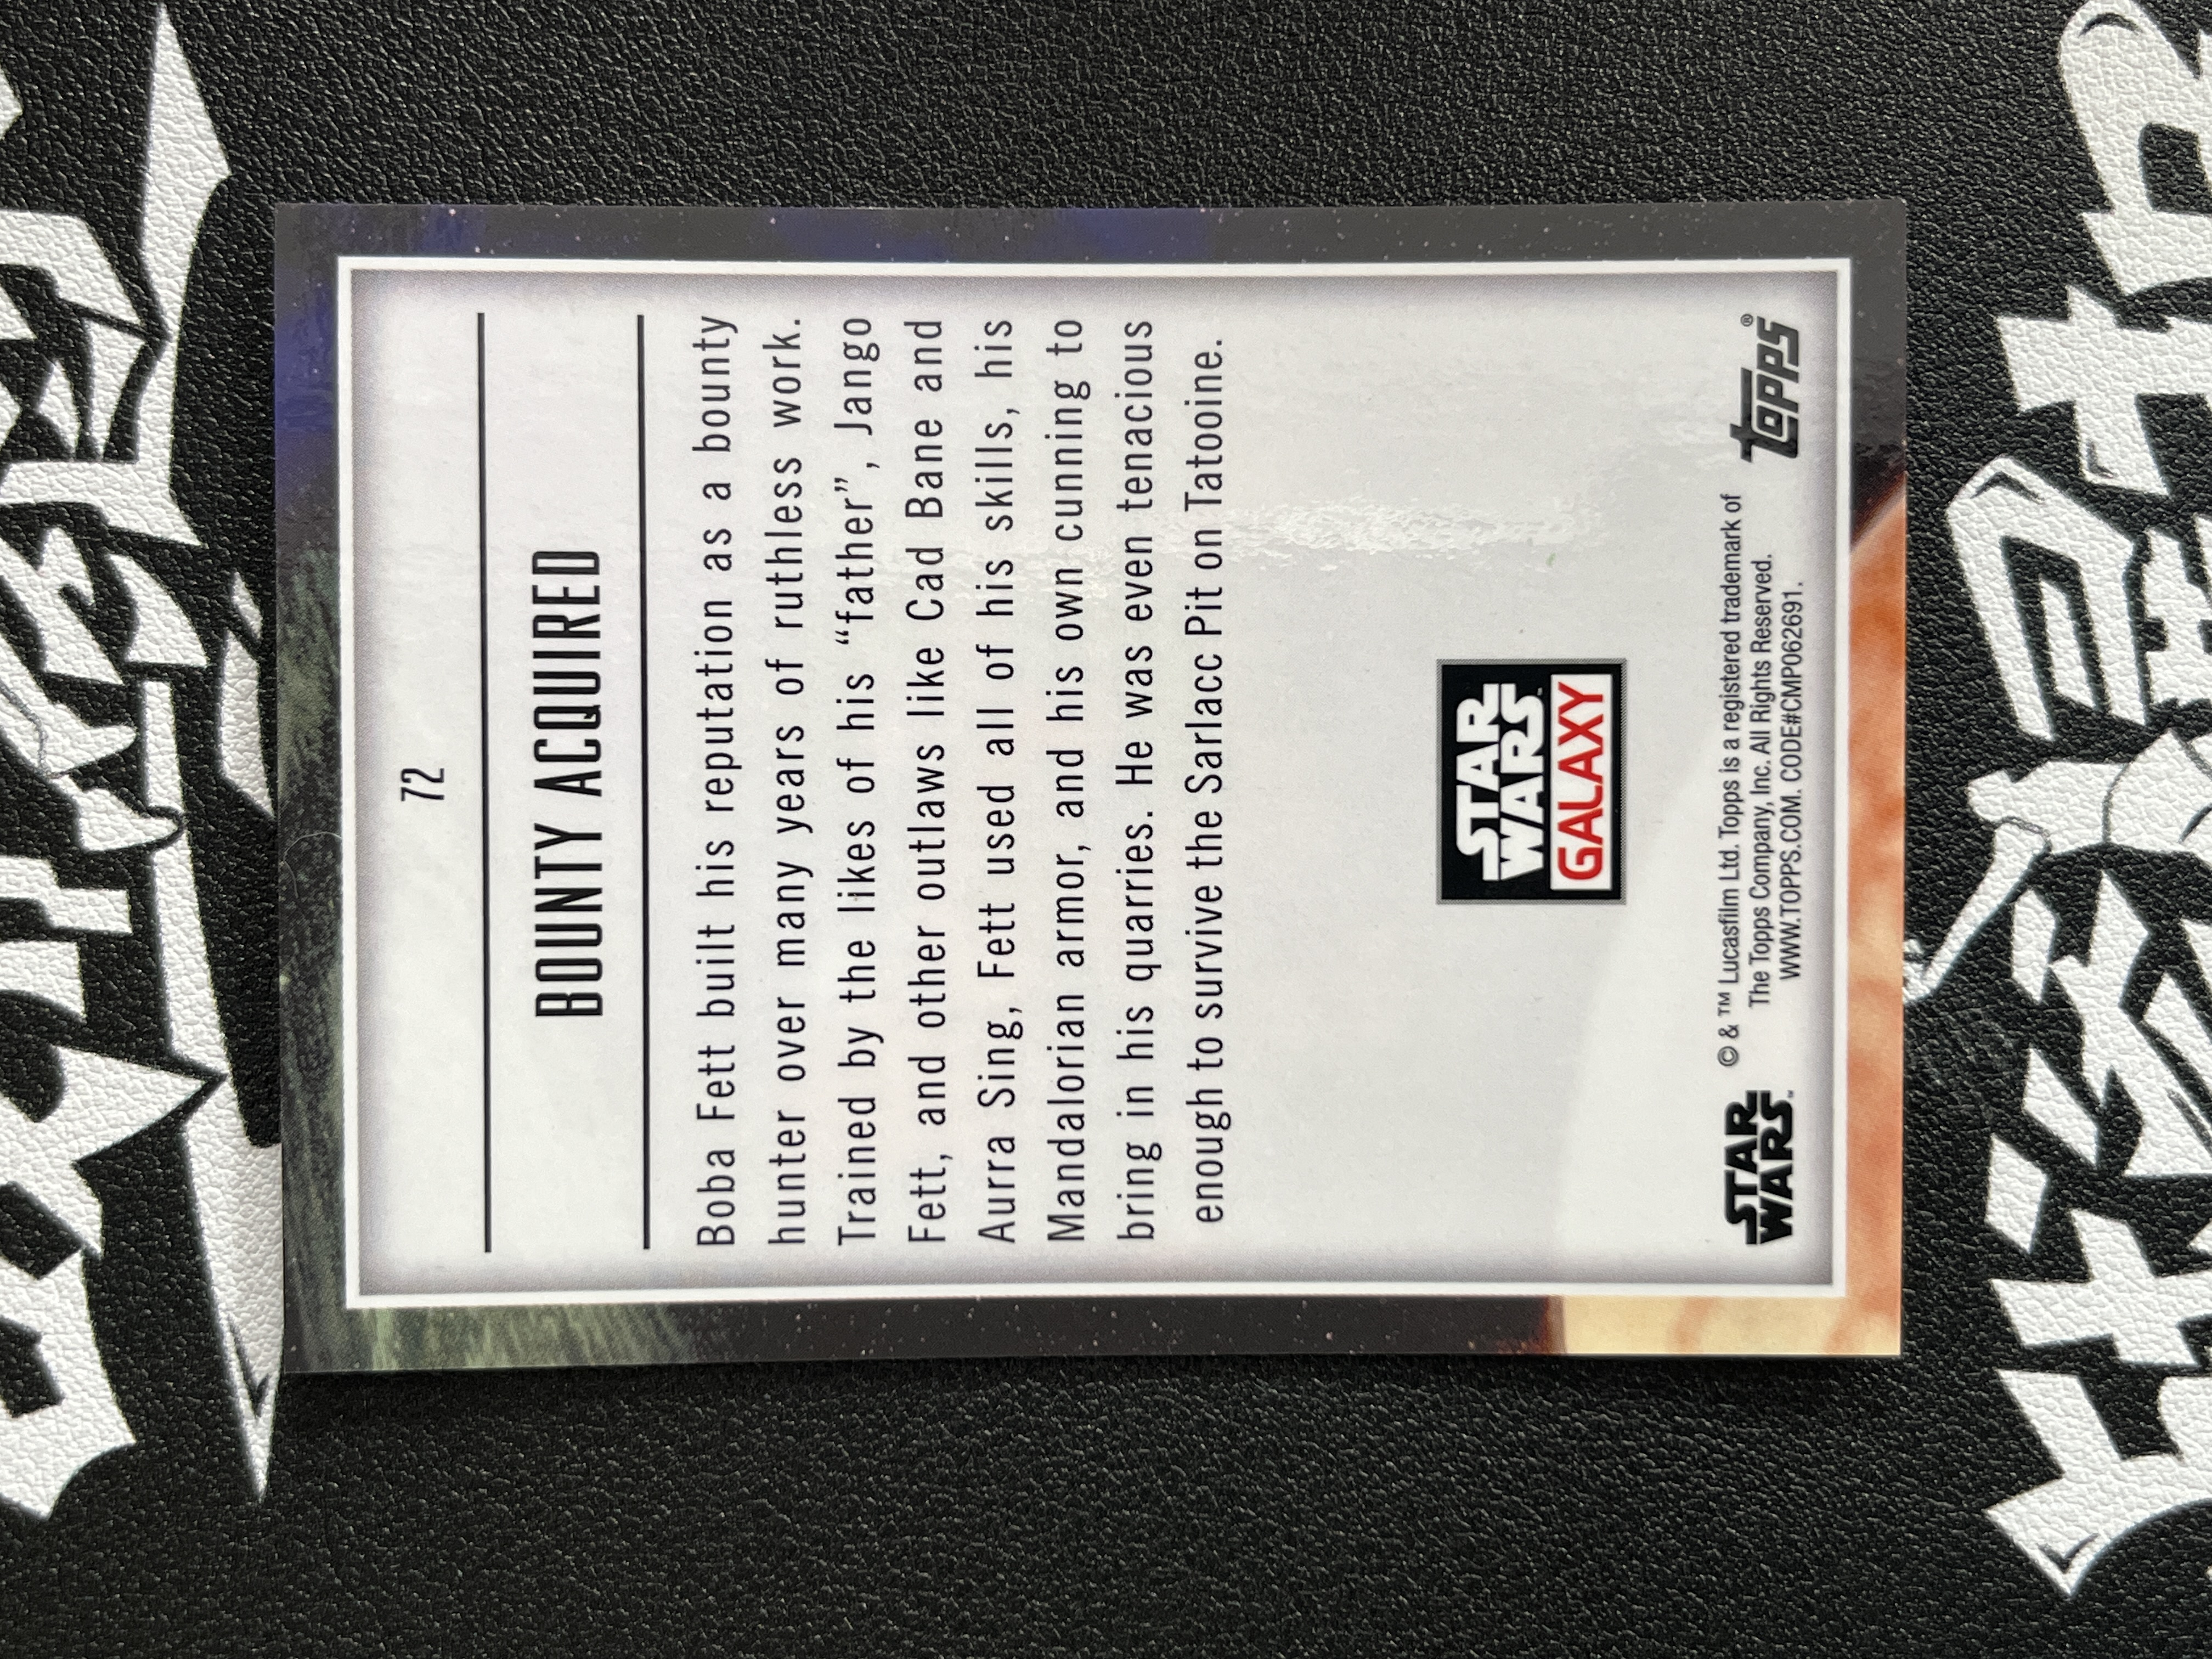 72
BOUNTY ACQUIRED
Boba Fett built his reputation as a bounty
hunter over many years of ruthless work.
Trained by the likes of his “father”, Jango
Fett, and other outlaws like Cad Bane and
Aurra Sing, Fett used all of his skills, his
Mandalorian armor, and his own cunning to
bring in his quarries. He was even tenacious
enough to survive the Sarlacc Pit on Tatooine.
STAR
WARS
GALAXY
STAR
WARS
© & ™ Lucasfilm Ltd. Topps is a registered trademark of
The Topps Company, Inc. All Rights Reserved.
WWW.TOPPS.COM. CODE#CMP062691.
topps®